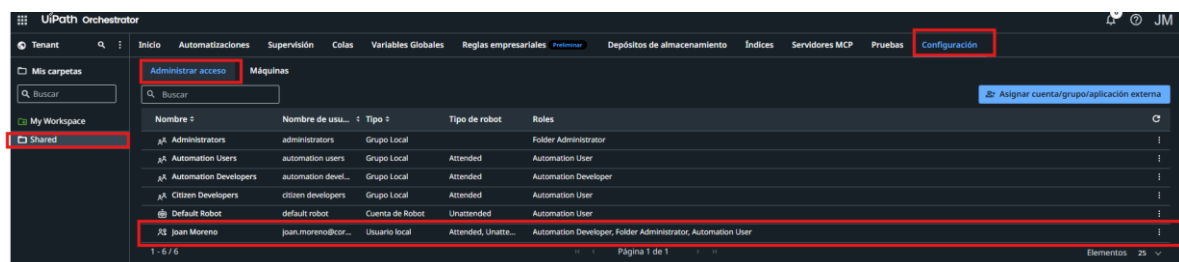 UiPath Orchestrator JM
Tenant
Inicio Automatizaciones Supervisión Colas Variables Globales Reglas empresariales Preliminar Depósitos de almacenamiento Índices Servidores MCP Pruebas Configuración
Mis carpetas
Administrar acceso Máquinas
Buscar
Buscar
Asignar cuenta/grupo/aplicación externa
My Workspace
Nombre Nombre de usu... Tipo Tipo de robot Roles
Shared
Administrators administrators Grupo Local Folder Administrator
Automation Users automation users Grupo Local Attended Automation User
Automation Developers automation devel... Grupo Local Attended Automation Developer
Citizen Developers citizen developers Grupo Local Attended Automation User
Default Robot default robot Cuenta de Robot Unattended Automation User
Joan Moreno joan.moreno@cor... Usuario local Attended, Unatte... Automation Developer, Folder Administrator, Automation User
1 - 6 / 6 Página 1 de 1 Elementos 25